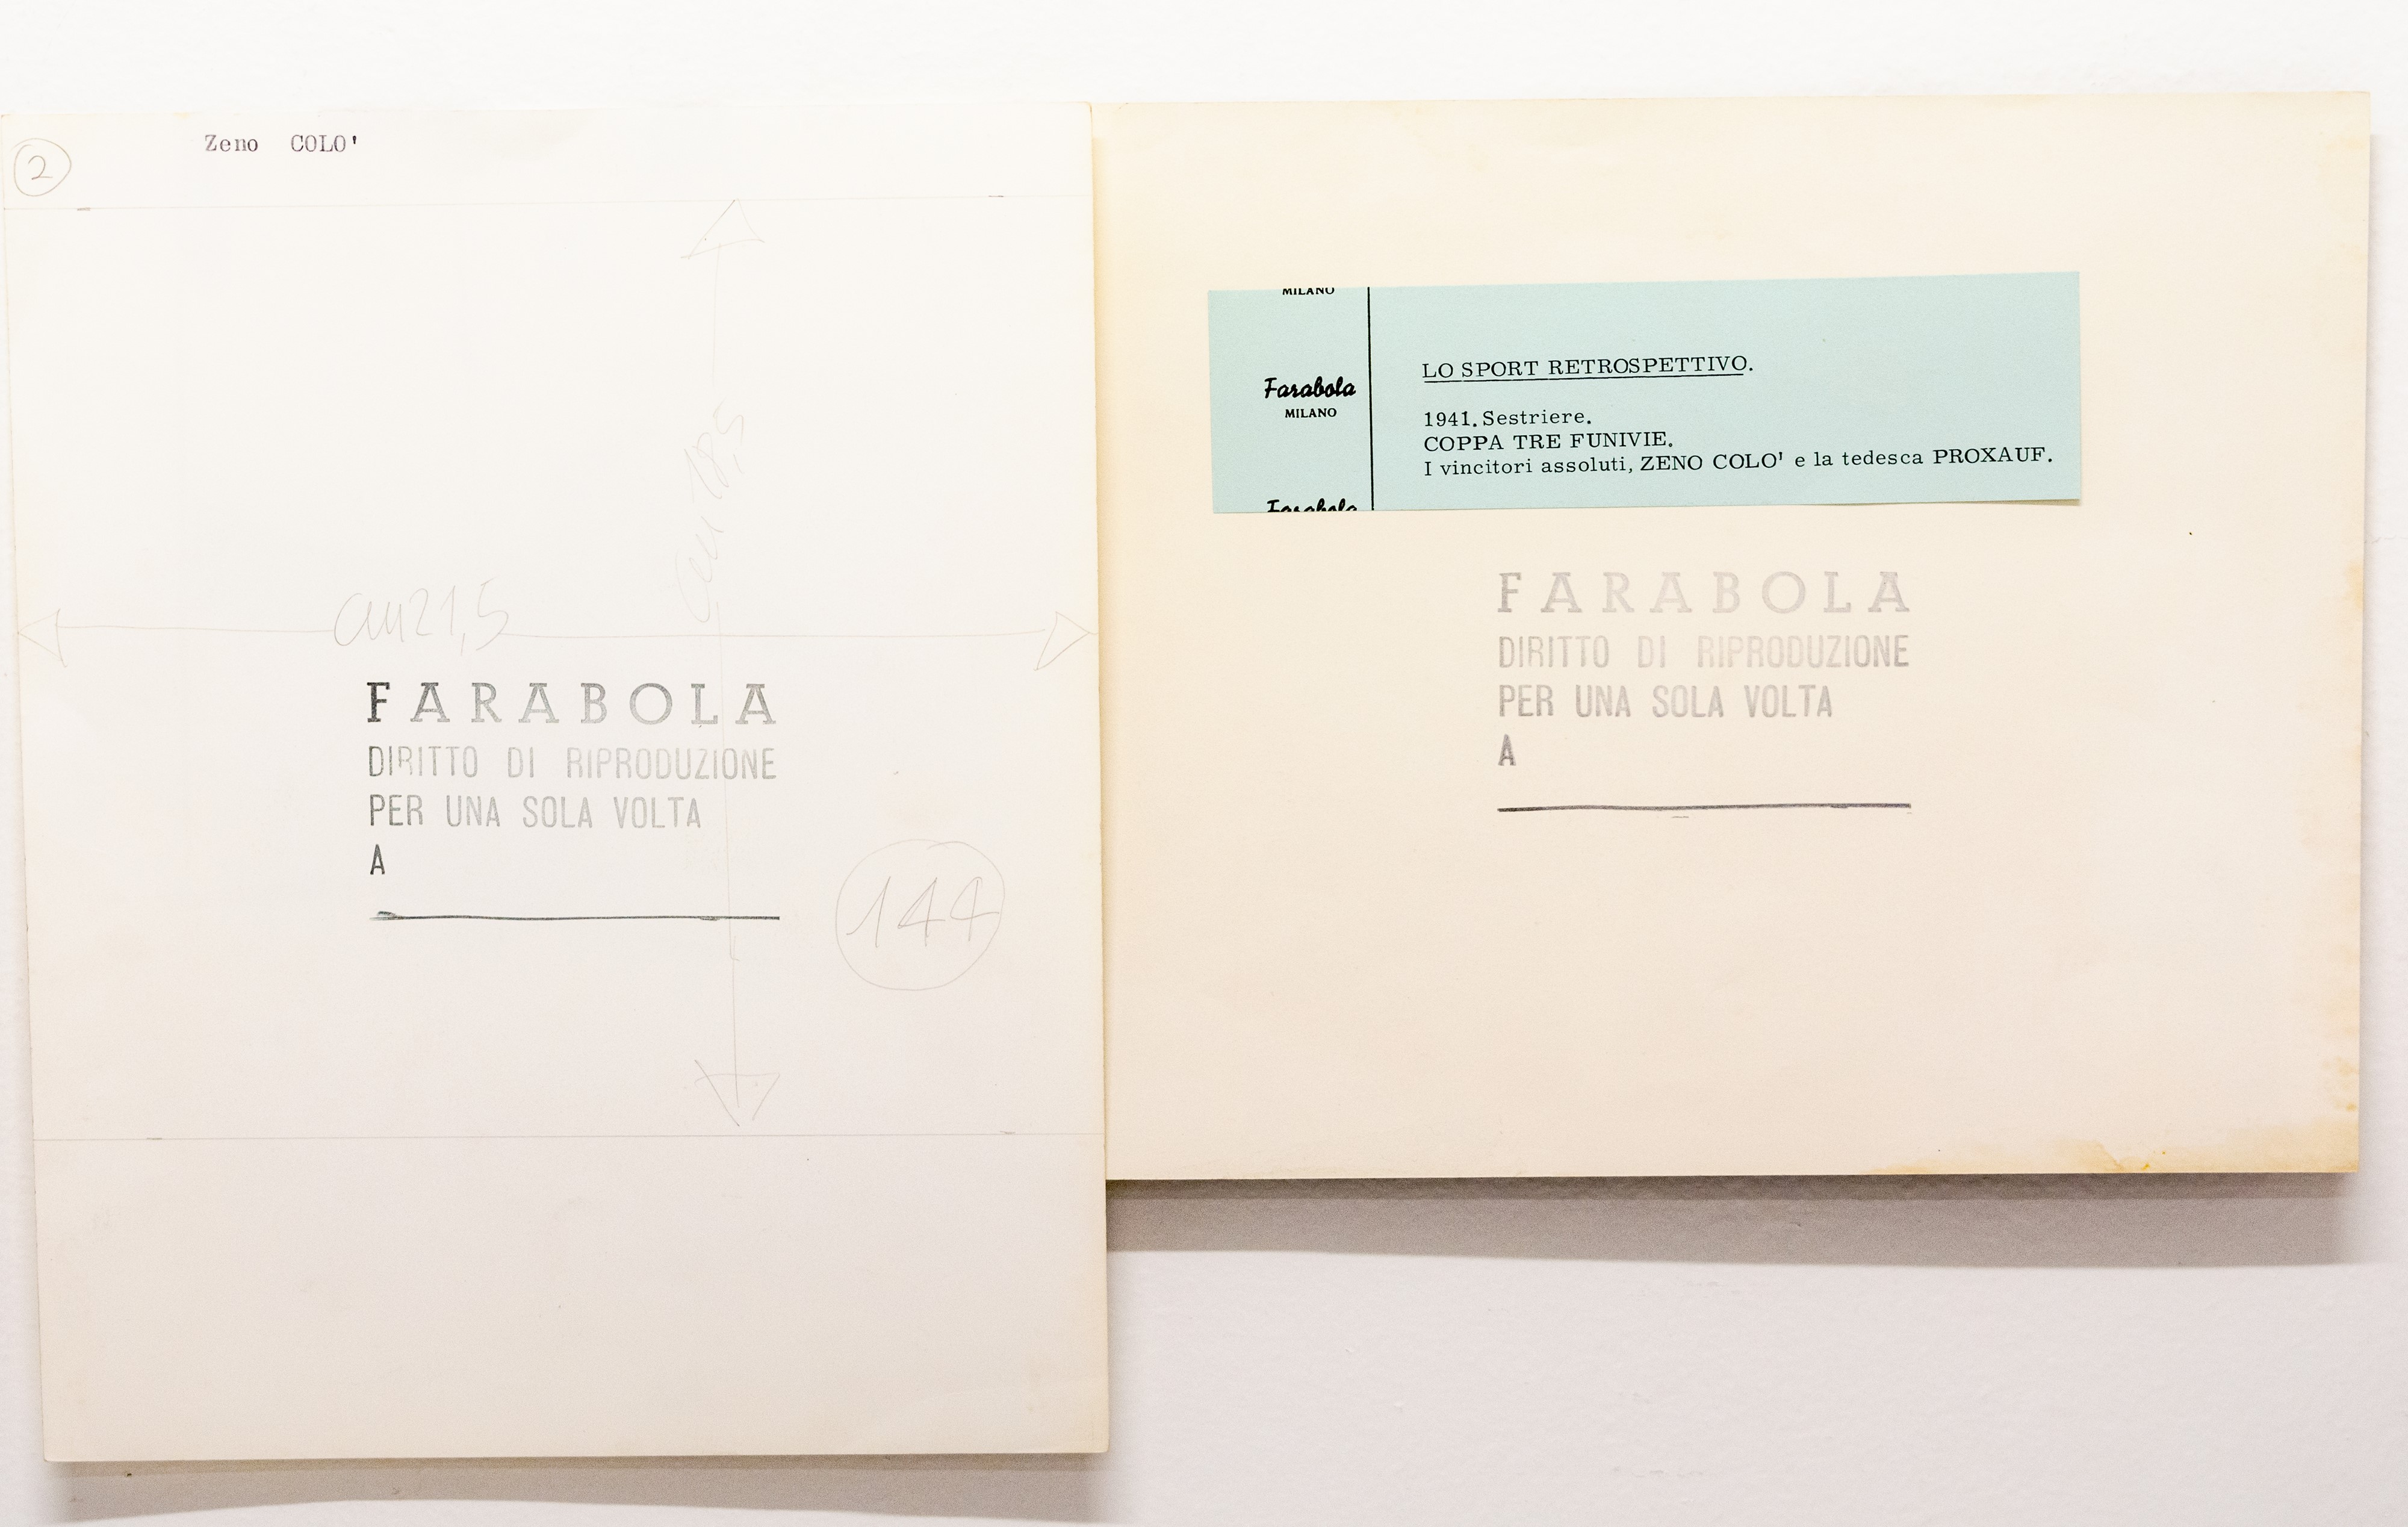 2
Zeno COLO'
cm 21,5
FARABOLA
DIRITTO DI RIPRODUZIONE
PER UNA SOLA VOLTA
A
144
MILANO
Farabola
MILANO
Farabola
LO SPORT RETROSPETTIVO.
1941. Sestriere.
COPPA TRE FUNIVIE.
I vincitori assoluti, ZENO COLO' e la tedesca PROXAUF.
FARABOLA
DIRITTO DI RIPRODUZIONE
PER UNA SOLA VOLTA
A